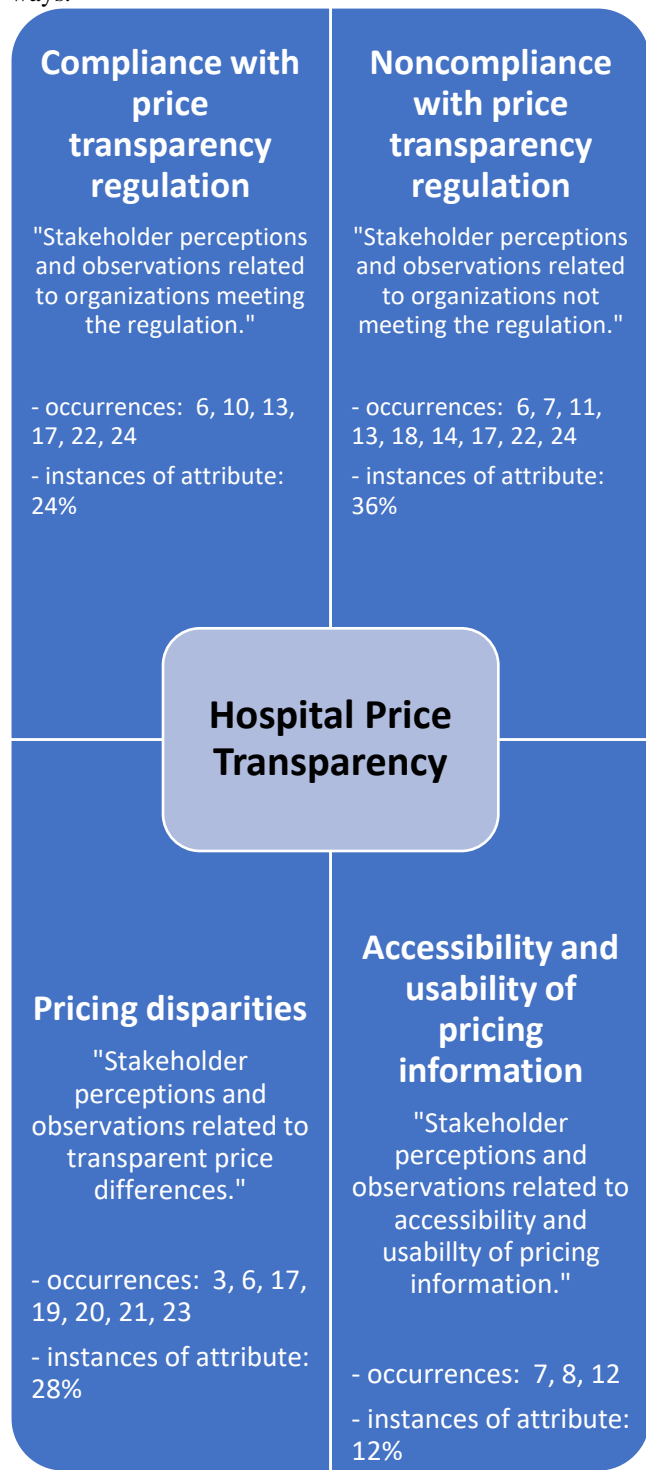 ways.
Compliance with
price
transparency
regulation
"Stakeholder perceptions
and observations related
to organizations meeting
the regulation."
- occurrences:  6, 10, 13,
17, 22, 24
- instances of attribute:
24%
Noncompliance
with price
transparency
regulation
"Stakeholder perceptions
and observations related
to organizations not
meeting the regulation."
- occurrences:  6, 7, 11,
13, 18, 14, 17, 22, 24
- instances of attribute:
36%
Hospital Price
Transparency
Pricing disparities
"Stakeholder
perceptions and
observations related to
transparent price
differences."
- occurrences:  3, 6, 17,
19, 20, 21, 23
- instances of attribute:
28%
Accessibility and
usability of
pricing
information
"Stakeholder
perceptions and
observations related to
accessibility and
usabillty of pricing
information."
- occurrences:  7, 8, 12
- instances of attribute:
12%